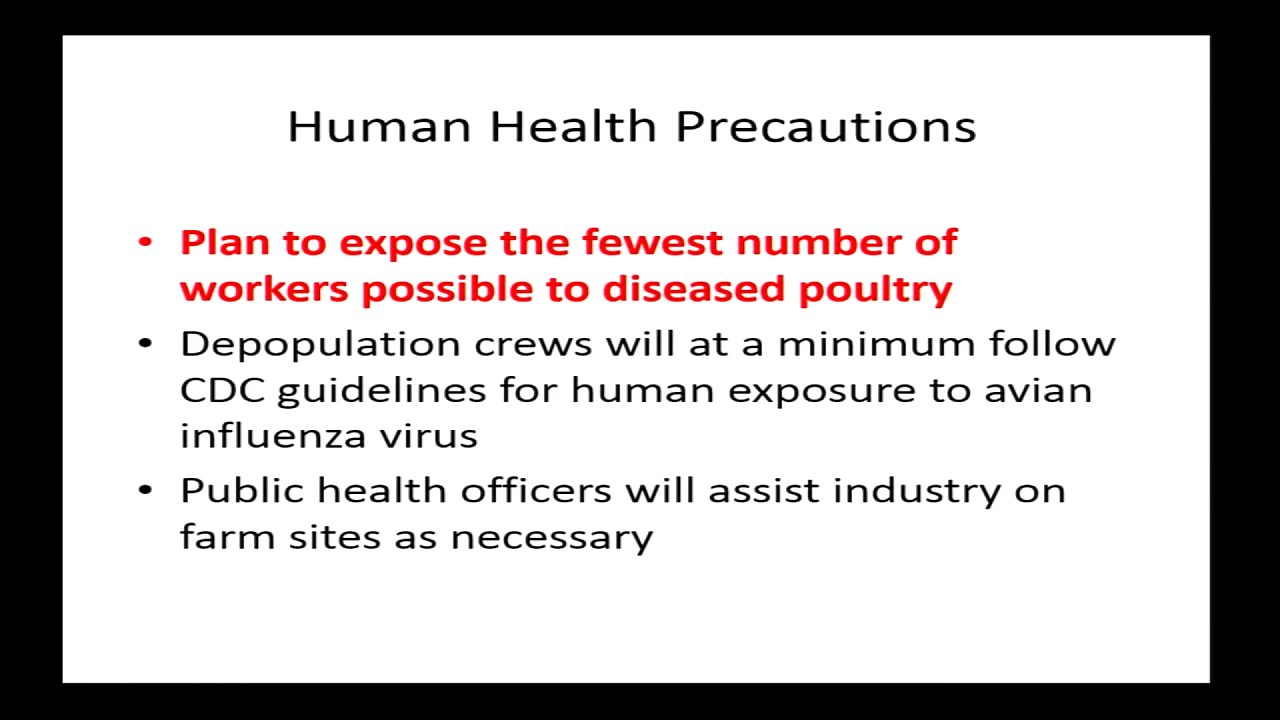 Human Health Precautions
• Plan to expose the fewest number of
workers possible to diseased poultry
• Depopulation crews will at a minimum follow
CDC guidelines for human exposure to avian
influenza virus
• Public health officers will assist industry on
farm sites as necessary